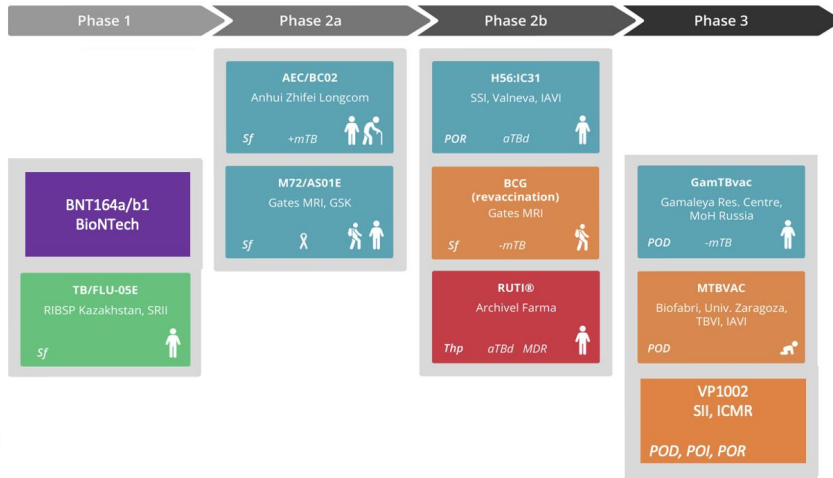 Phase 1
Phase 2a
Phase 2b
Phase 3
BNT164a/b1
BioNTech
TB/FLU-05E
RIBSP Kazakhstan, SRII
Sf
AEC/BC02
Anhui Zhifei Longcom
Sf +mTB
M72/AS01E
Gates MRI, GSK
Sf
H56:IC31
SSI, Valneva, IAVI
POR aTBd
BCG
(revaccination)
Gates MRI
Sf -mTB
RUTI®
Archivel Farma
Thp aTBd MDR
GamTBvac
Gamaleya Res. Centre,
MoH Russia
POD -mTB
MTBVAC
Biofabri, Univ. Zaragoza,
TBVI, IAVI
POD
VP1002
SII, ICMR
POD, POI, POR